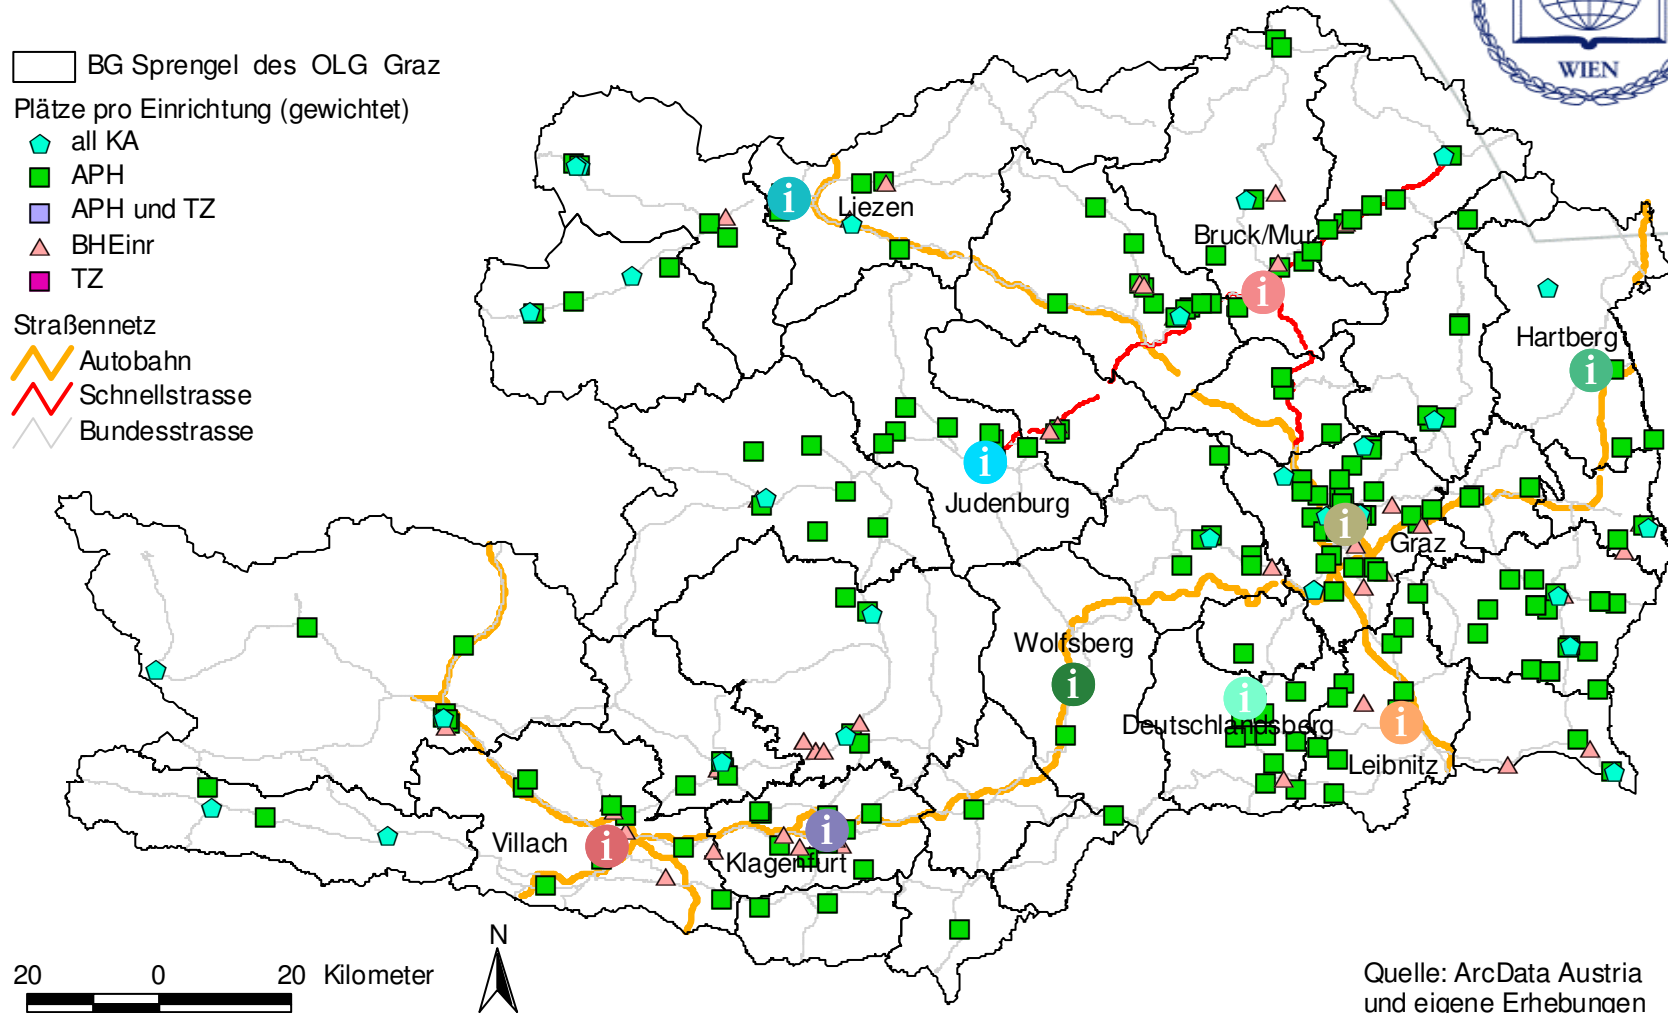 WIEN
BG Sprengel des OLG Graz
Plätze pro Einrichtung (gewichtet)
all KA
APH
APH und TZ
BHEinr
TZ
Straßennetz
Autobahn
Schnellstrasse
Bundesstrasse
i
Liezen
Bruck/Mur
i
Hartberg
i
i
Judenburg
i
Graz
Wolfsberg
i
i
Deutschlandsberg
i
Leibnitz
Villach
i
i
Klagenfurt
N
20 0 20 Kilometer
Quelle: ArcData Austria
und eigene Erhebungen